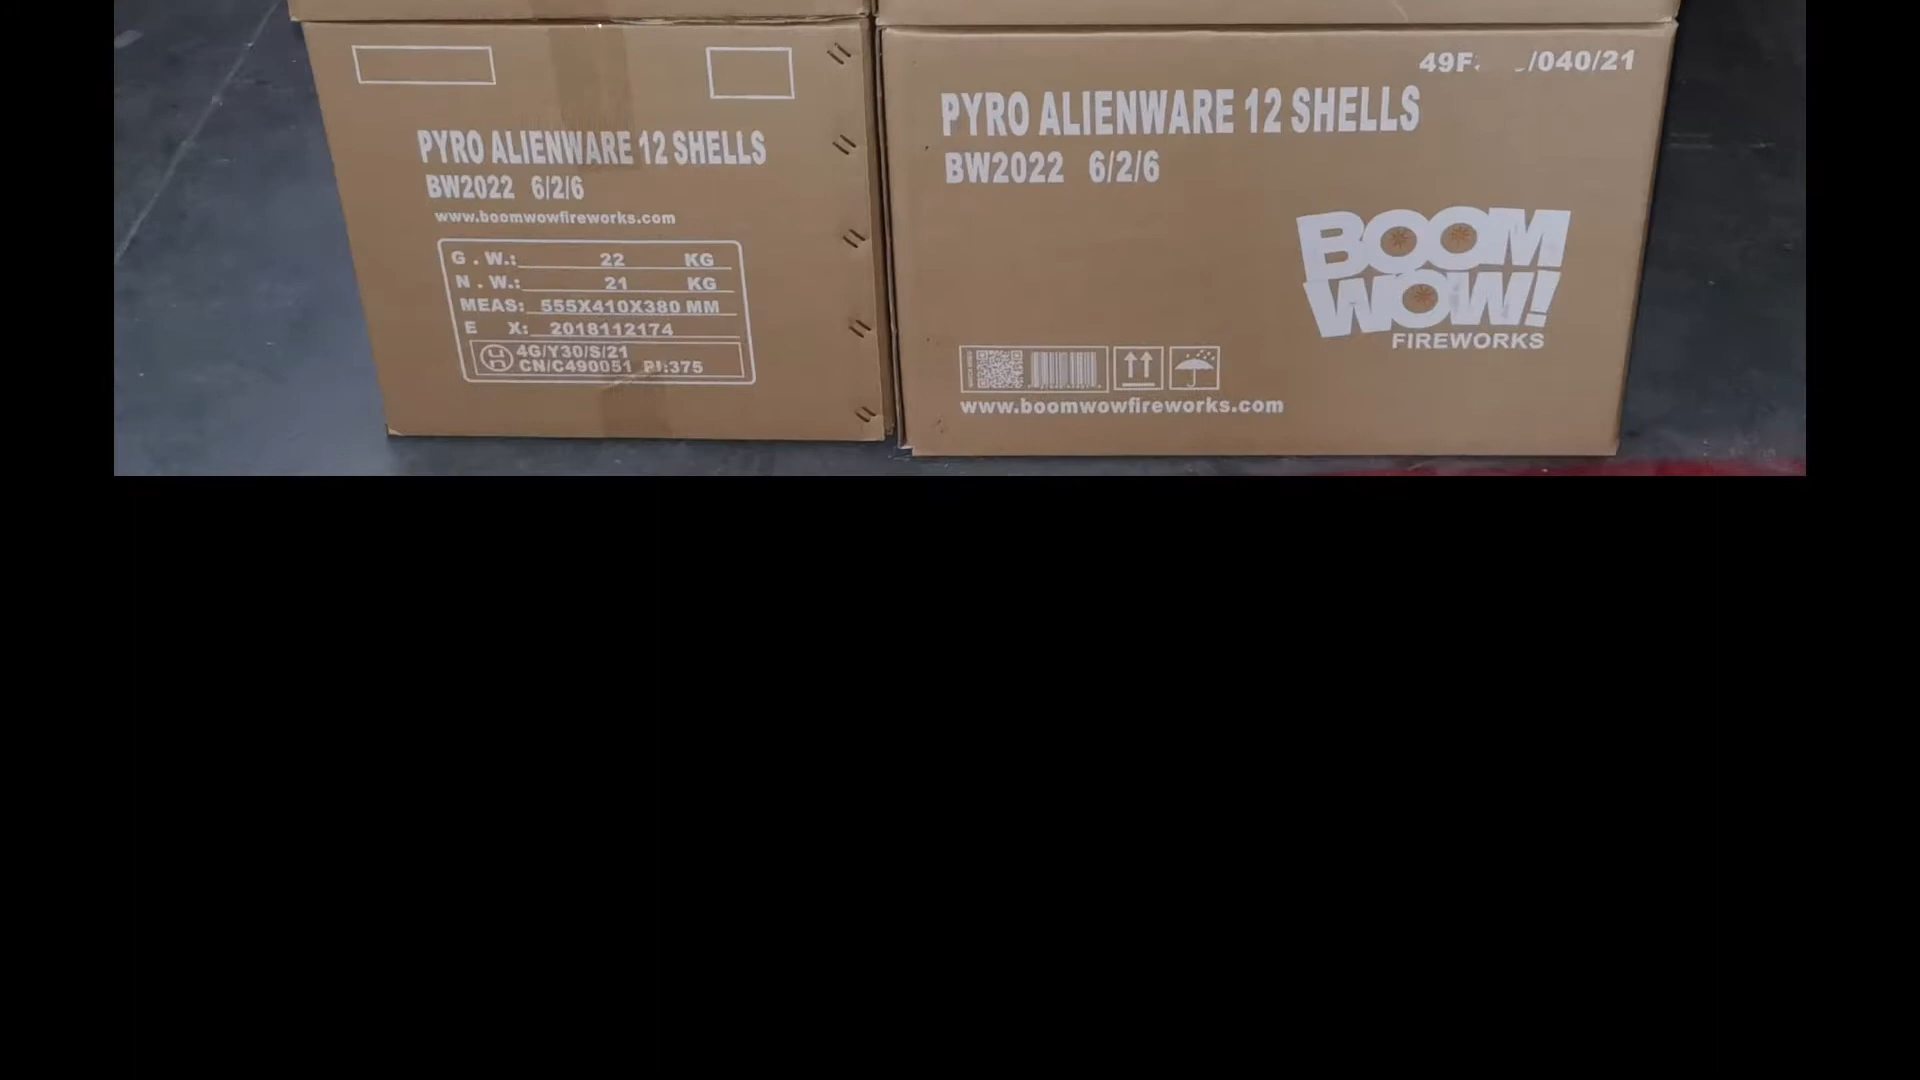 PYRO ALIENWARE 12 SHELLS
BW2022 6/2/6
www.boomwowfireworks.com
G . W.: 22 KG
N . W.: 21 KG
MEAS: 555X410X380 MM
E X: 2018112174
4G/Y30/S/21
CN/C490051 PI:375
/040/21
PYRO ALIENWARE 12 SHELLS
BW2022 6/2/6
BOOM
WOW!
FIREWORKS
www.boomwowfireworks.com